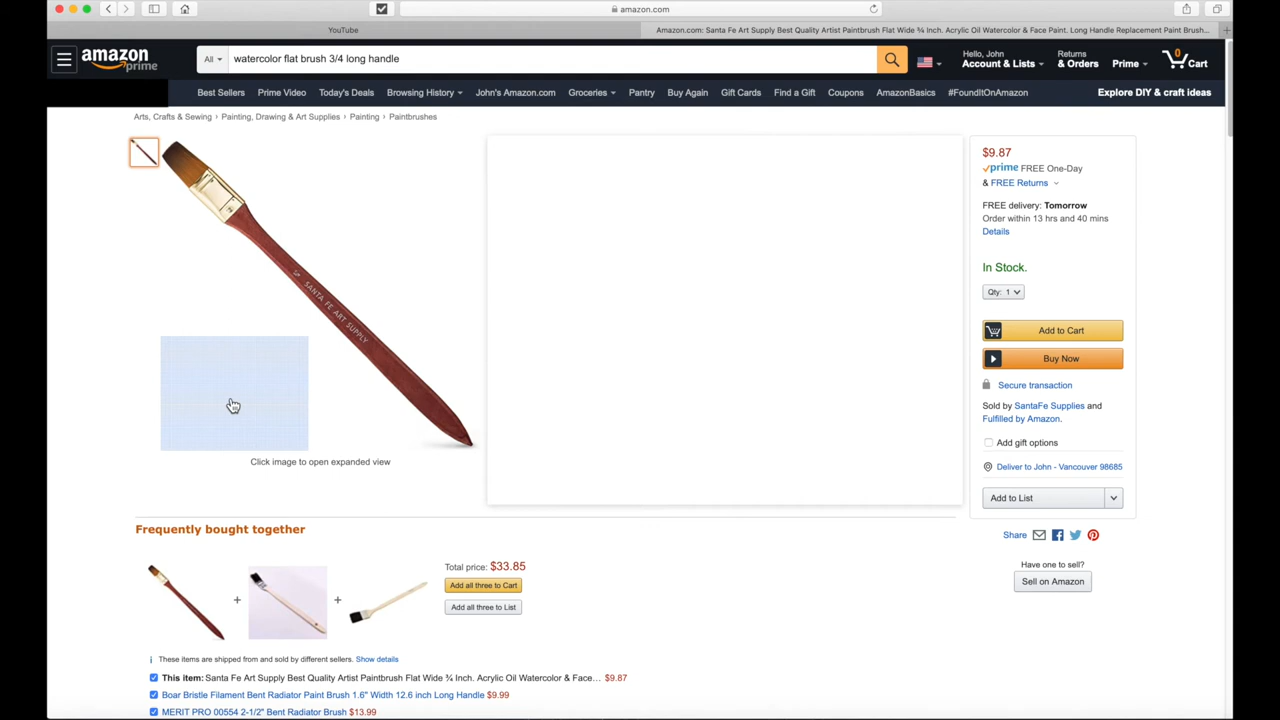 amazon.com
YouTube
Amazon.com: Santa Fe Art Supply Best Quality Artist Paintbrush Flat Wide ¾ Inch. Acrylic Oil Watercolor & Face Paint. Long Handle Replacement Paint Brush...
amazon prime
All
watercolor flat brush 3/4 long handle
Hello, John
Account & Lists
Returns
& Orders
Prime
0
Cart
Best Sellers
Prime Video
Today's Deals
Browsing History
John's Amazon.com
Groceries
Pantry
Buy Again
Gift Cards
Find a Gift
Coupons
AmazonBasics
#FoundItOnAmazon
Explore DIY & craft ideas
Arts, Crafts & Sewing › Painting, Drawing & Art Supplies › Painting › Paintbrushes
SANTA FE ART SUPPLY
Click image to open expanded view
$9.87
prime FREE One-Day
& FREE Returns
FREE delivery: Tomorrow
Order within 13 hrs and 40 mins
Details
In Stock.
Qty: 1
Add to Cart
Buy Now
Secure transaction
Sold by SantaFe Supplies and
Fulfilled by Amazon.
Add gift options
Deliver to John - Vancouver 98685
Add to List
Share
Have one to sell?
Sell on Amazon
Frequently bought together
+
+
Total price: $33.85
Add all three to Cart
Add all three to List
i These items are shipped from and sold by different sellers. Show details
This item: Santa Fe Art Supply Best Quality Artist Paintbrush Flat Wide ¾ Inch. Acrylic Oil Watercolor & Face… $9.87
Boar Bristle Filament Bent Radiator Paint Brush 1.6" Width 12.6 inch Long Handle $9.99
MERIT PRO 00554 2-1/2" Bent Radiator Brush $13.99